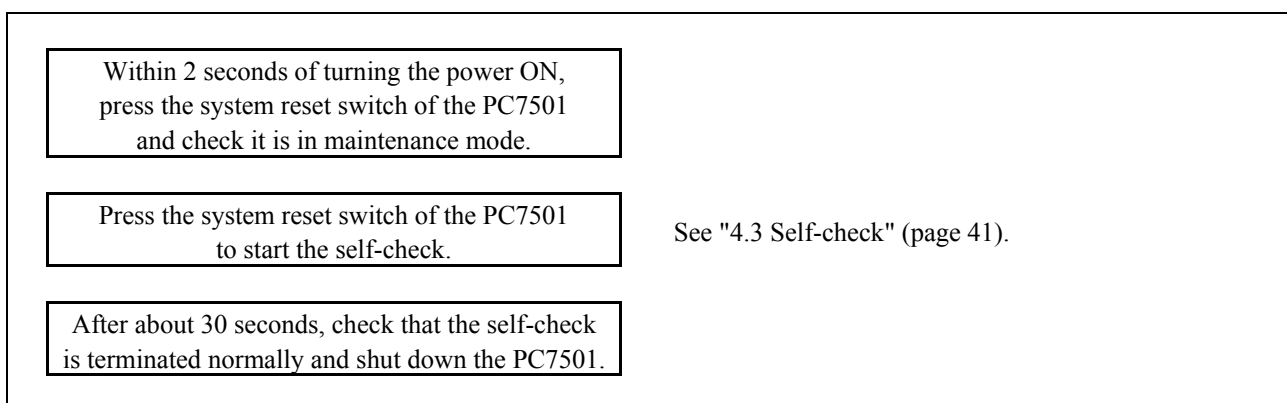 Within 2 seconds of turning the power ON,
press the system reset switch of the PC7501
and check it is in maintenance mode.
Press the system reset switch of the PC7501
to start the self-check.
See "4.3 Self-check" (page 41).
After about 30 seconds, check that the self-check
is terminated normally and shut down the PC7501.